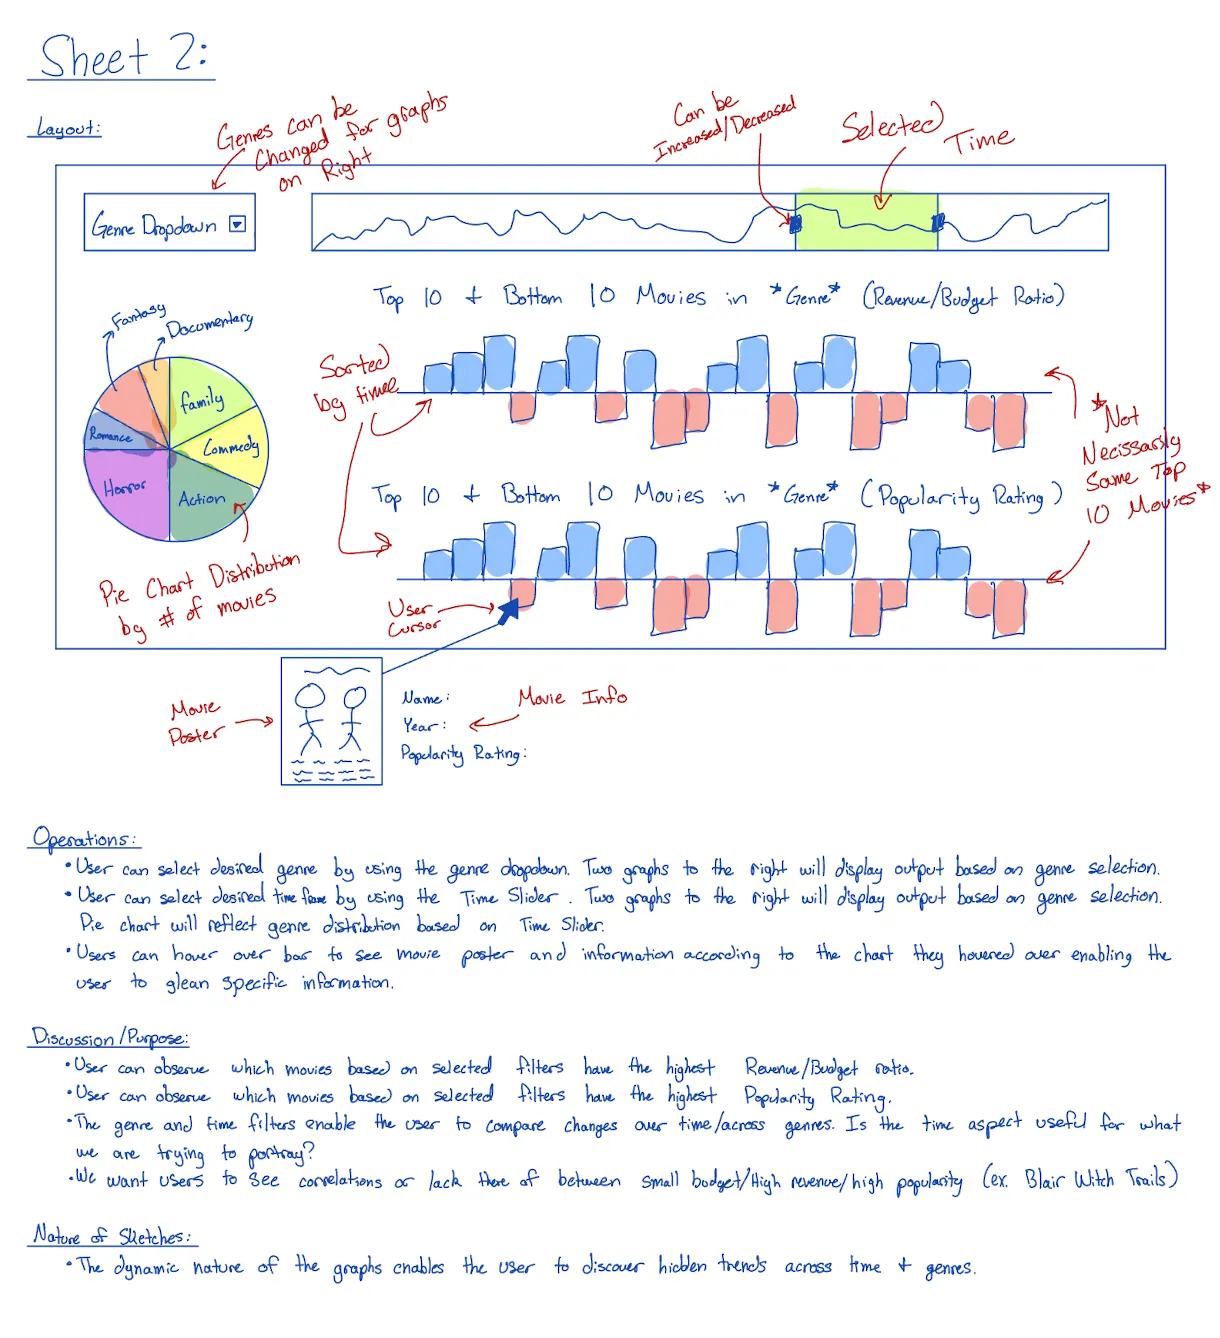 Sheet 2:
Layout:
Genres can be
Changed for graphs
on Right
Can be
Increased/Decreased
Selected
Time
Genre Dropdown
Top 10 + Bottom 10 Movies in *Genre* (Revenue/Budget Ratio)
Fantasy
Documentary
Family
Commedy
Romance
Horror
Action
Sorted
by time
*Not
Necissarsly
Same Top
10 Movies*
Top 10 + Bottom 10 Movies in *Genre* (Popularity Rating)
Pie Chart Distribution
by # of movies
User
Cursor
Movie
Poster
Name:
Year:
Popularity Rating:
Movie Info
Operations:
• User can select desired genre by using the genre dropdown. Two graphs to the right will display output based on genre selection.
• User can select desired time frame by using the Time Slider. Two graphs to the right will display output based on genre selection.
Pie chart will reflect genre distribution based on Time Slider.
• Users can hover over bar to see movie poster and information according to the chart they hovered over enabling the
user to glean specific information.
Discussion/Purpose:
• User can observe which movies based on selected filters have the highest Revenue/Budget ratio.
• User can observe which movies based on selected filters have the highest Popularity Rating.
• The genre and time filters enable the user to compare changes over time/across genres. Is the time aspect useful for what
we are trying to portray?
• We want users to see correlations or lack there of between small budget/High revenue/high popularity (ex. Blair Witch Trails)
Nature of Sketches:
• The dynamic nature of the graphs enables the user to discover hidden trends across time + genres.